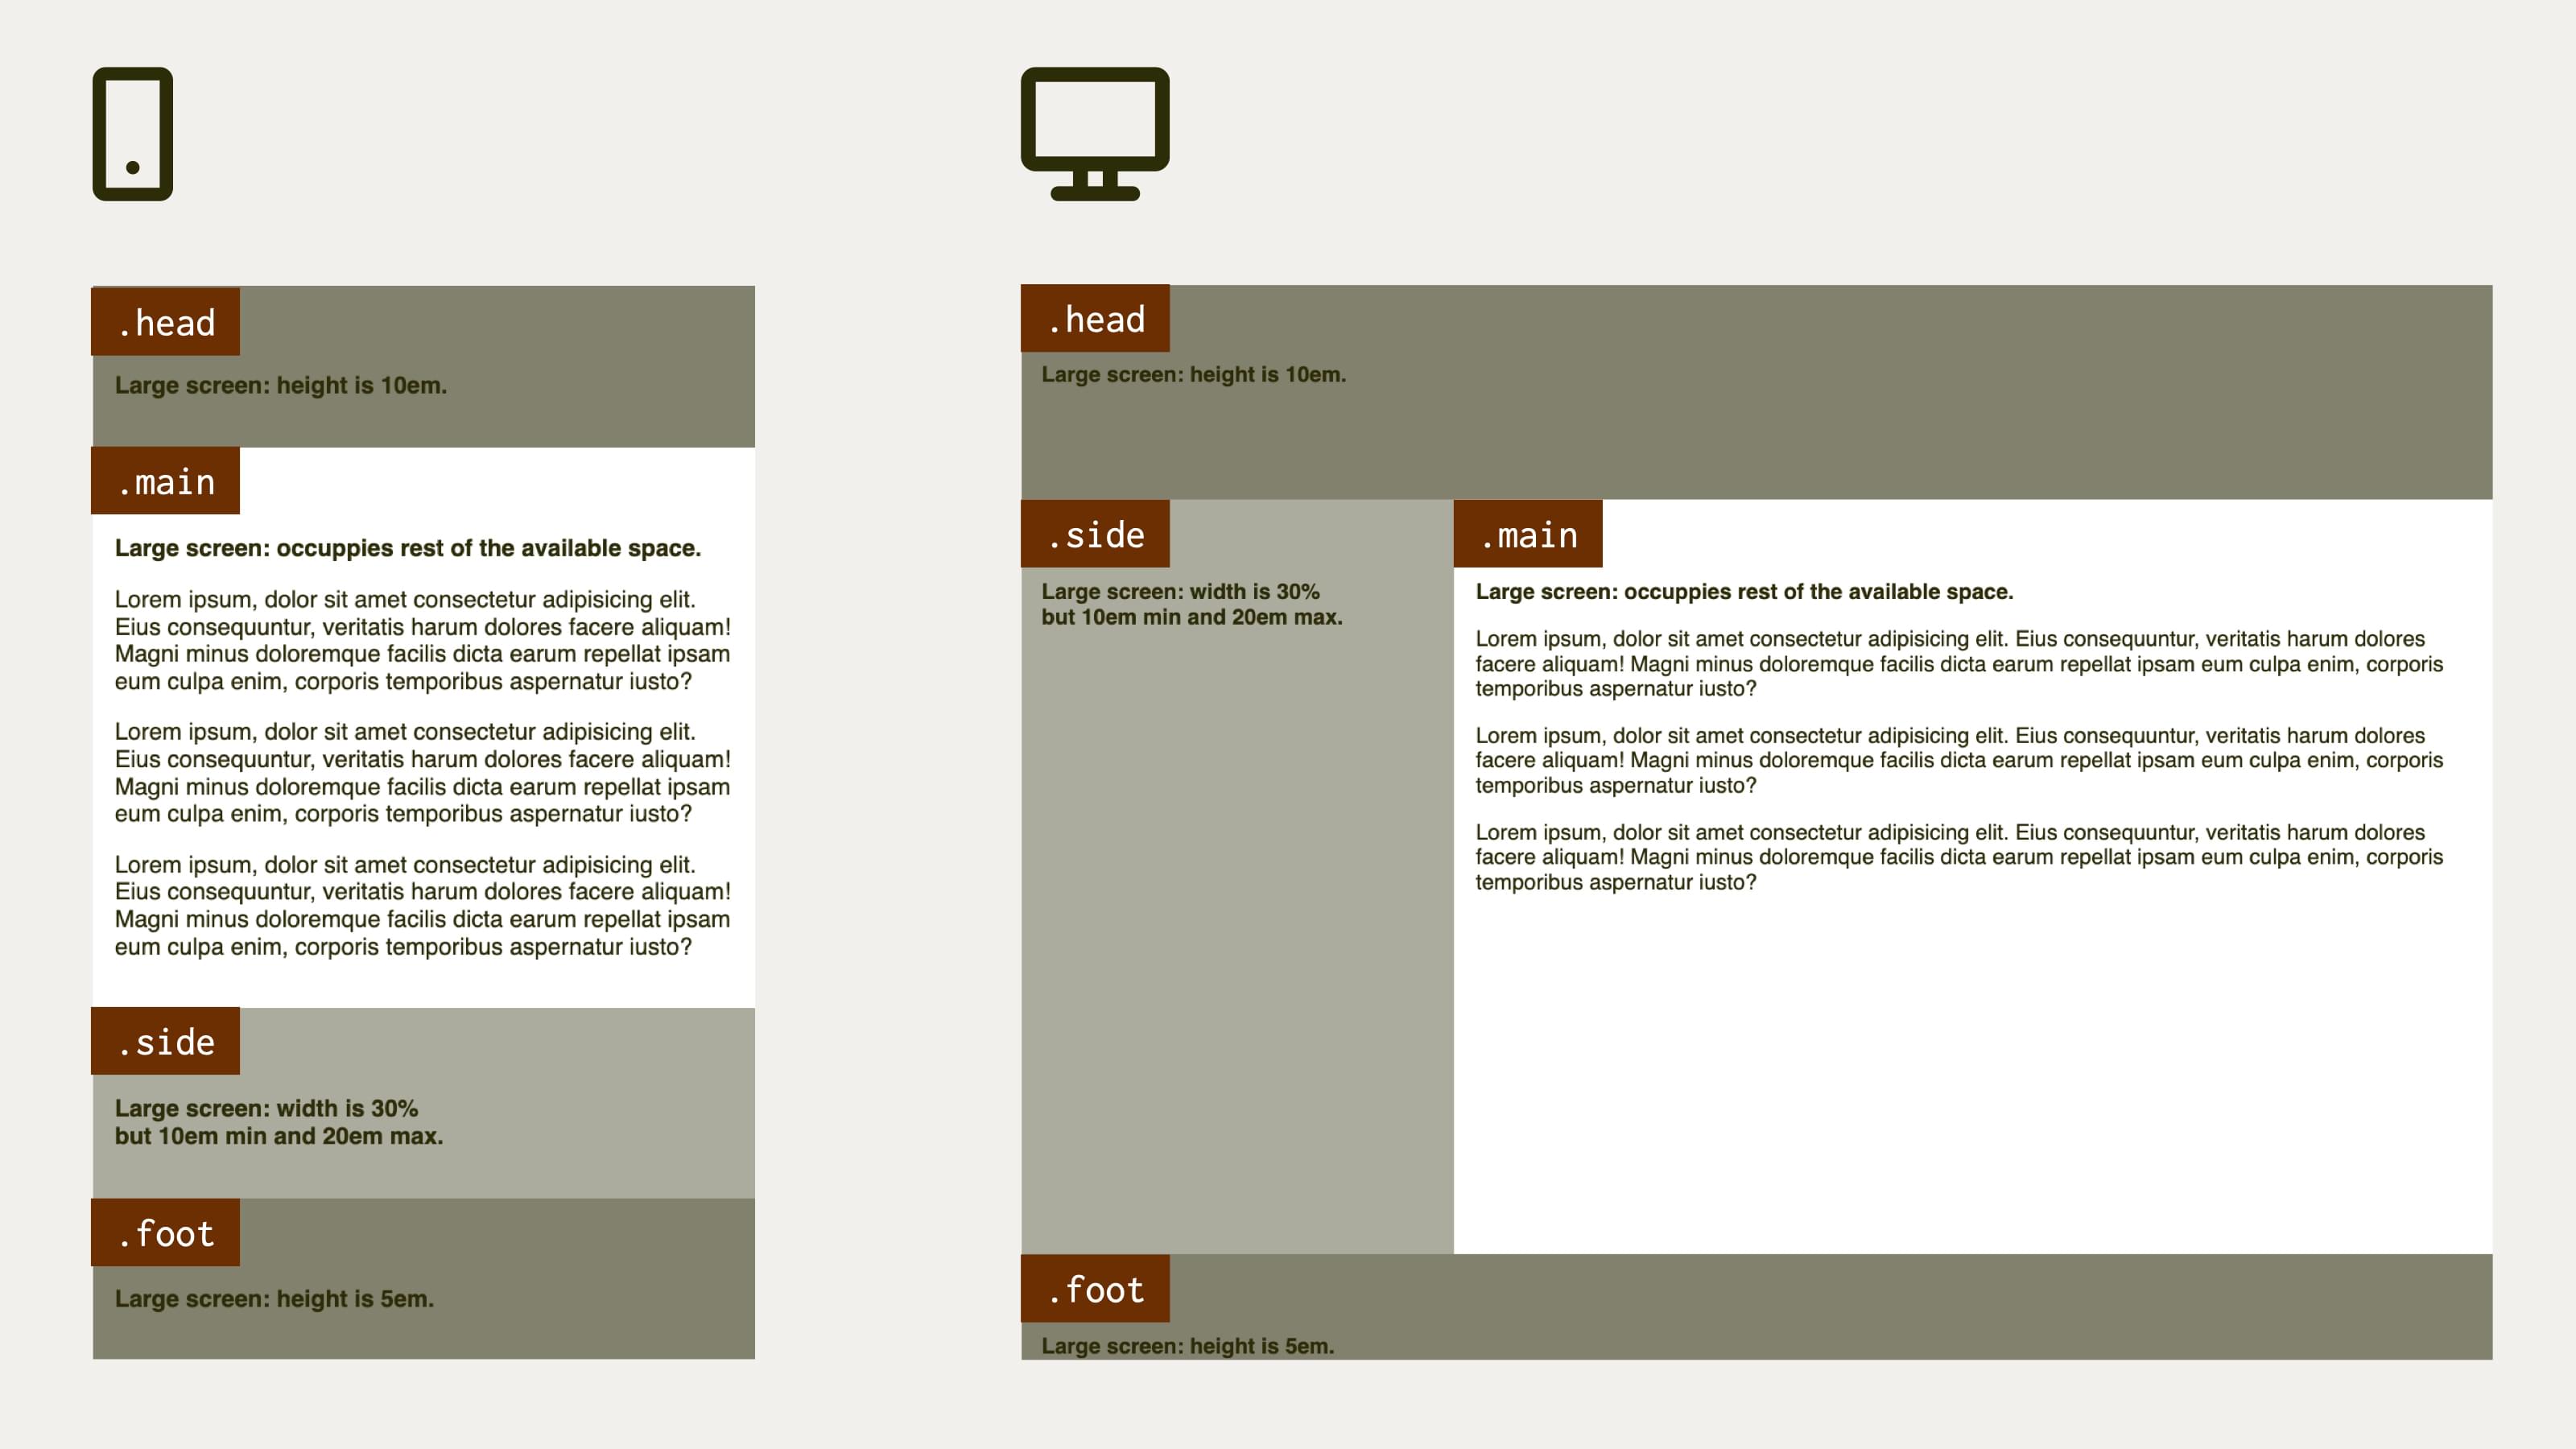 .head
Large screen: height is 10em.
.main
Large screen: occuppies rest of the available space.
Lorem ipsum, dolor sit amet consectetur adipisicing elit.
Eius consequuntur, veritatis harum dolores facere aliquam!
Magni minus doloremque facilis dicta earum repellat ipsam
eum culpa enim, corporis temporibus aspernatur iusto?
Lorem ipsum, dolor sit amet consectetur adipisicing elit.
Eius consequuntur, veritatis harum dolores facere aliquam!
Magni minus doloremque facilis dicta earum repellat ipsam
eum culpa enim, corporis temporibus aspernatur iusto?
Lorem ipsum, dolor sit amet consectetur adipisicing elit.
Eius consequuntur, veritatis harum dolores facere aliquam!
Magni minus doloremque facilis dicta earum repellat ipsam
eum culpa enim, corporis temporibus aspernatur iusto?
.side
Large screen: width is 30%
but 10em min and 20em max.
.foot
Large screen: height is 5em.
.head
Large screen: height is 10em.
.side
Large screen: width is 30%
but 10em min and 20em max.
.main
Large screen: occuppies rest of the available space.
Lorem ipsum, dolor sit amet consectetur adipisicing elit. Eius consequuntur, veritatis harum dolores
facere aliquam! Magni minus doloremque facilis dicta earum repellat ipsam eum culpa enim, corporis
temporibus aspernatur iusto?
Lorem ipsum, dolor sit amet consectetur adipisicing elit. Eius consequuntur, veritatis harum dolores
facere aliquam! Magni minus doloremque facilis dicta earum repellat ipsam eum culpa enim, corporis
temporibus aspernatur iusto?
Lorem ipsum, dolor sit amet consectetur adipisicing elit. Eius consequuntur, veritatis harum dolores
facere aliquam! Magni minus doloremque facilis dicta earum repellat ipsam eum culpa enim, corporis
temporibus aspernatur iusto?
.foot
Large screen: height is 5em.